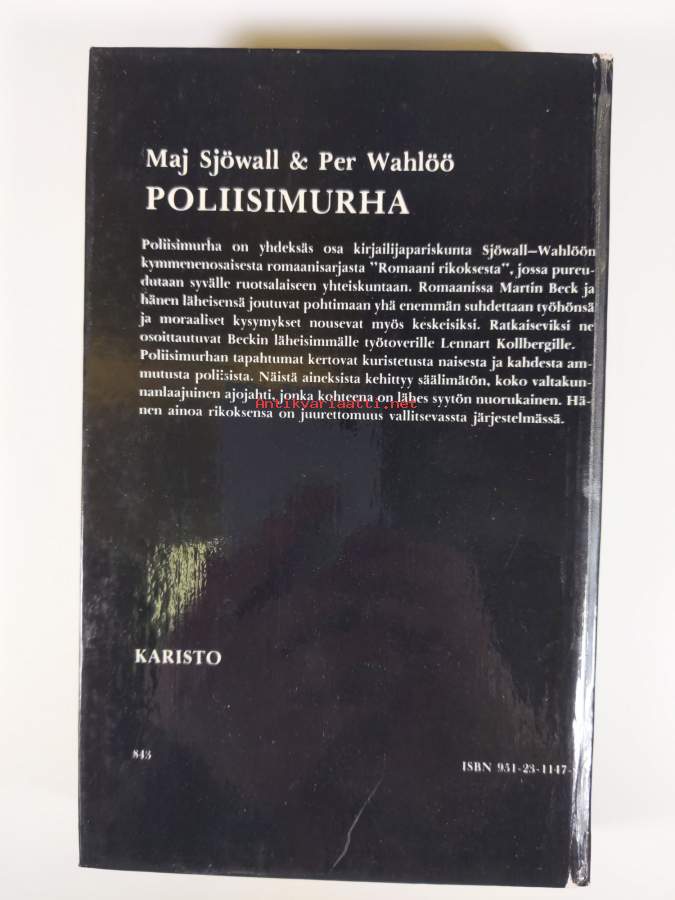 Maj Sjöwall & Per Wahlöö
POLIISIMURHA
Poliisimurha on yhdeksäs osa kirjailijapariskunta Sjöwall—Wahlöön
kymmenenosaisesta romaanisarjasta "Romaani rikoksesta", jossa pureu-
dutaan syvälle ruotsalaiseen yhteiskuntaan. Romaanissa Martin Beck ja
hänen läheisensä joutuvat pohtimaan yhä enemmän suhdettaan työhönsä
ja moraaliset kysymykset nousevat myös keskeisiksi. Ratkaiseviksi ne
osoittautuvat Beckin läheisimmälle työtoverille Lennart Kollbergille.
Poliisimurhan tapahtumat kertovat kuristetusta naisesta ja kahdesta am-
mutusta poliisista. Näistä aineksista kehittyy säälimätön, koko valtakun-
nanlaajuinen ajojahti, jonka kohteena on lähes syytön nuorukainen. Hä-
Antikvariaatti.net
nen ainoa rikoksensa on juurettomuus vallitsevassta järjestelmässä.
KARISTO
843
ISBN 951-23-1147-